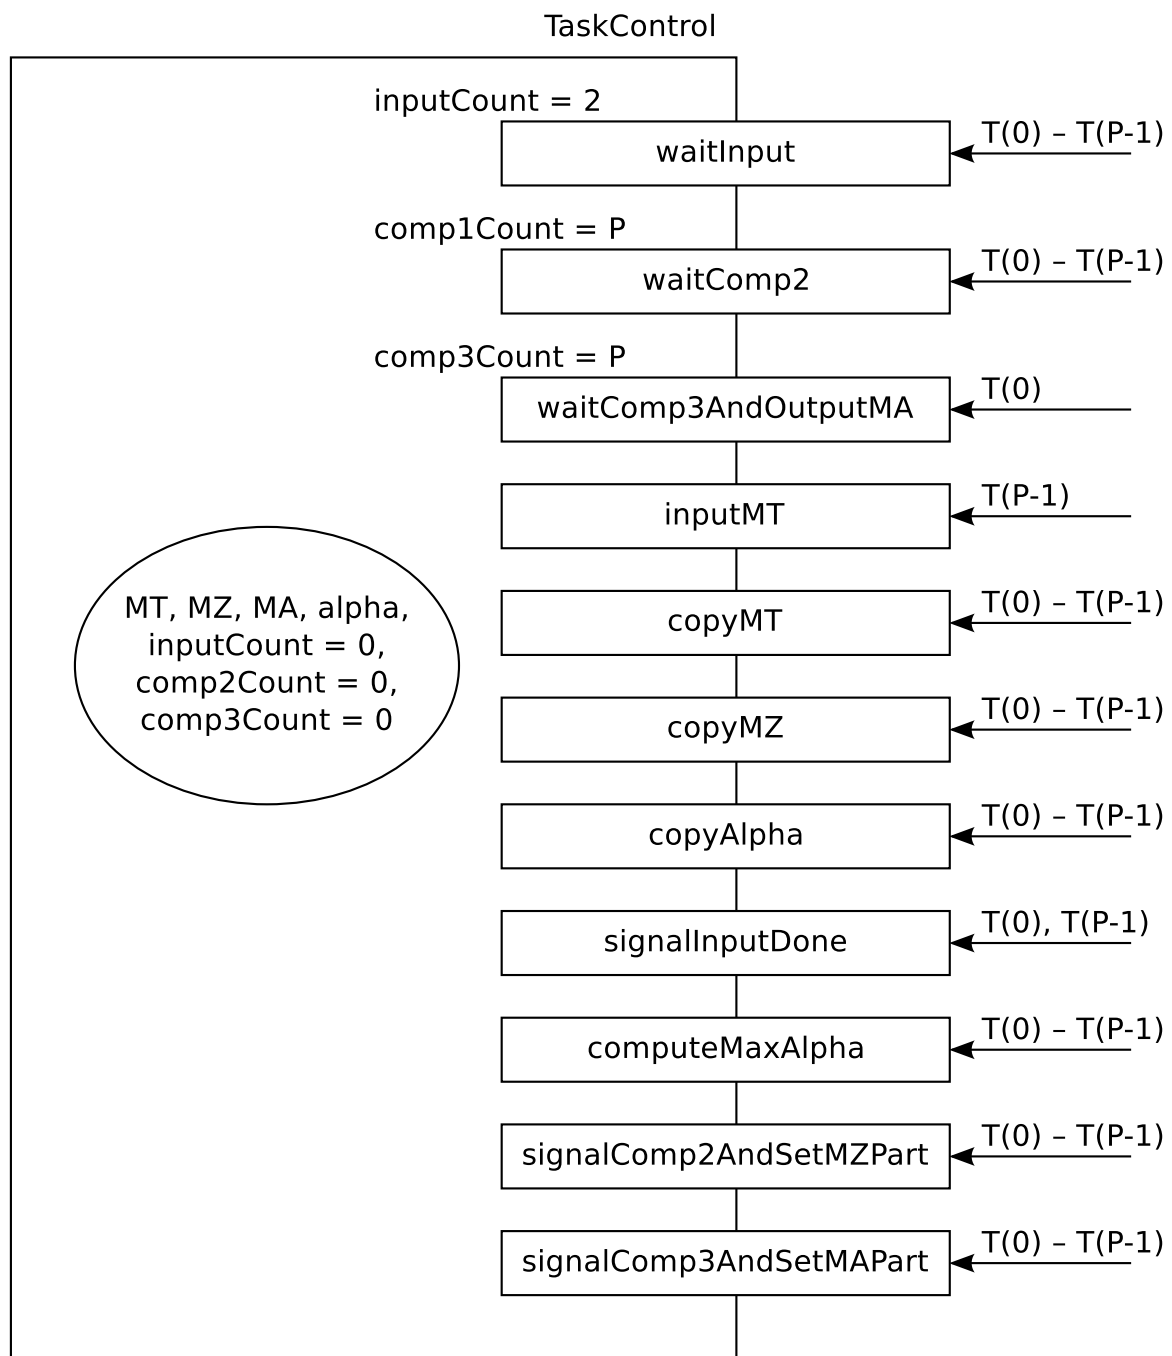 TaskControl
inputCount = 2
waitInput
T(0) – T(P-1)
comp1Count = P
waitComp2
T(0) – T(P-1)
comp3Count = P
waitComp3AndOutputMA
T(0)
inputMT
T(P-1)
MT, MZ, MA, alpha,
inputCount = 0,
comp2Count = 0,
comp3Count = 0
copyMT
T(0) – T(P-1)
copyMZ
T(0) – T(P-1)
copyAlpha
T(0) – T(P-1)
signalInputDone
T(0), T(P-1)
computeMaxAlpha
T(0) – T(P-1)
signalComp2AndSetMZPart
T(0) – T(P-1)
signalComp3AndSetMAPart
T(0) – T(P-1)